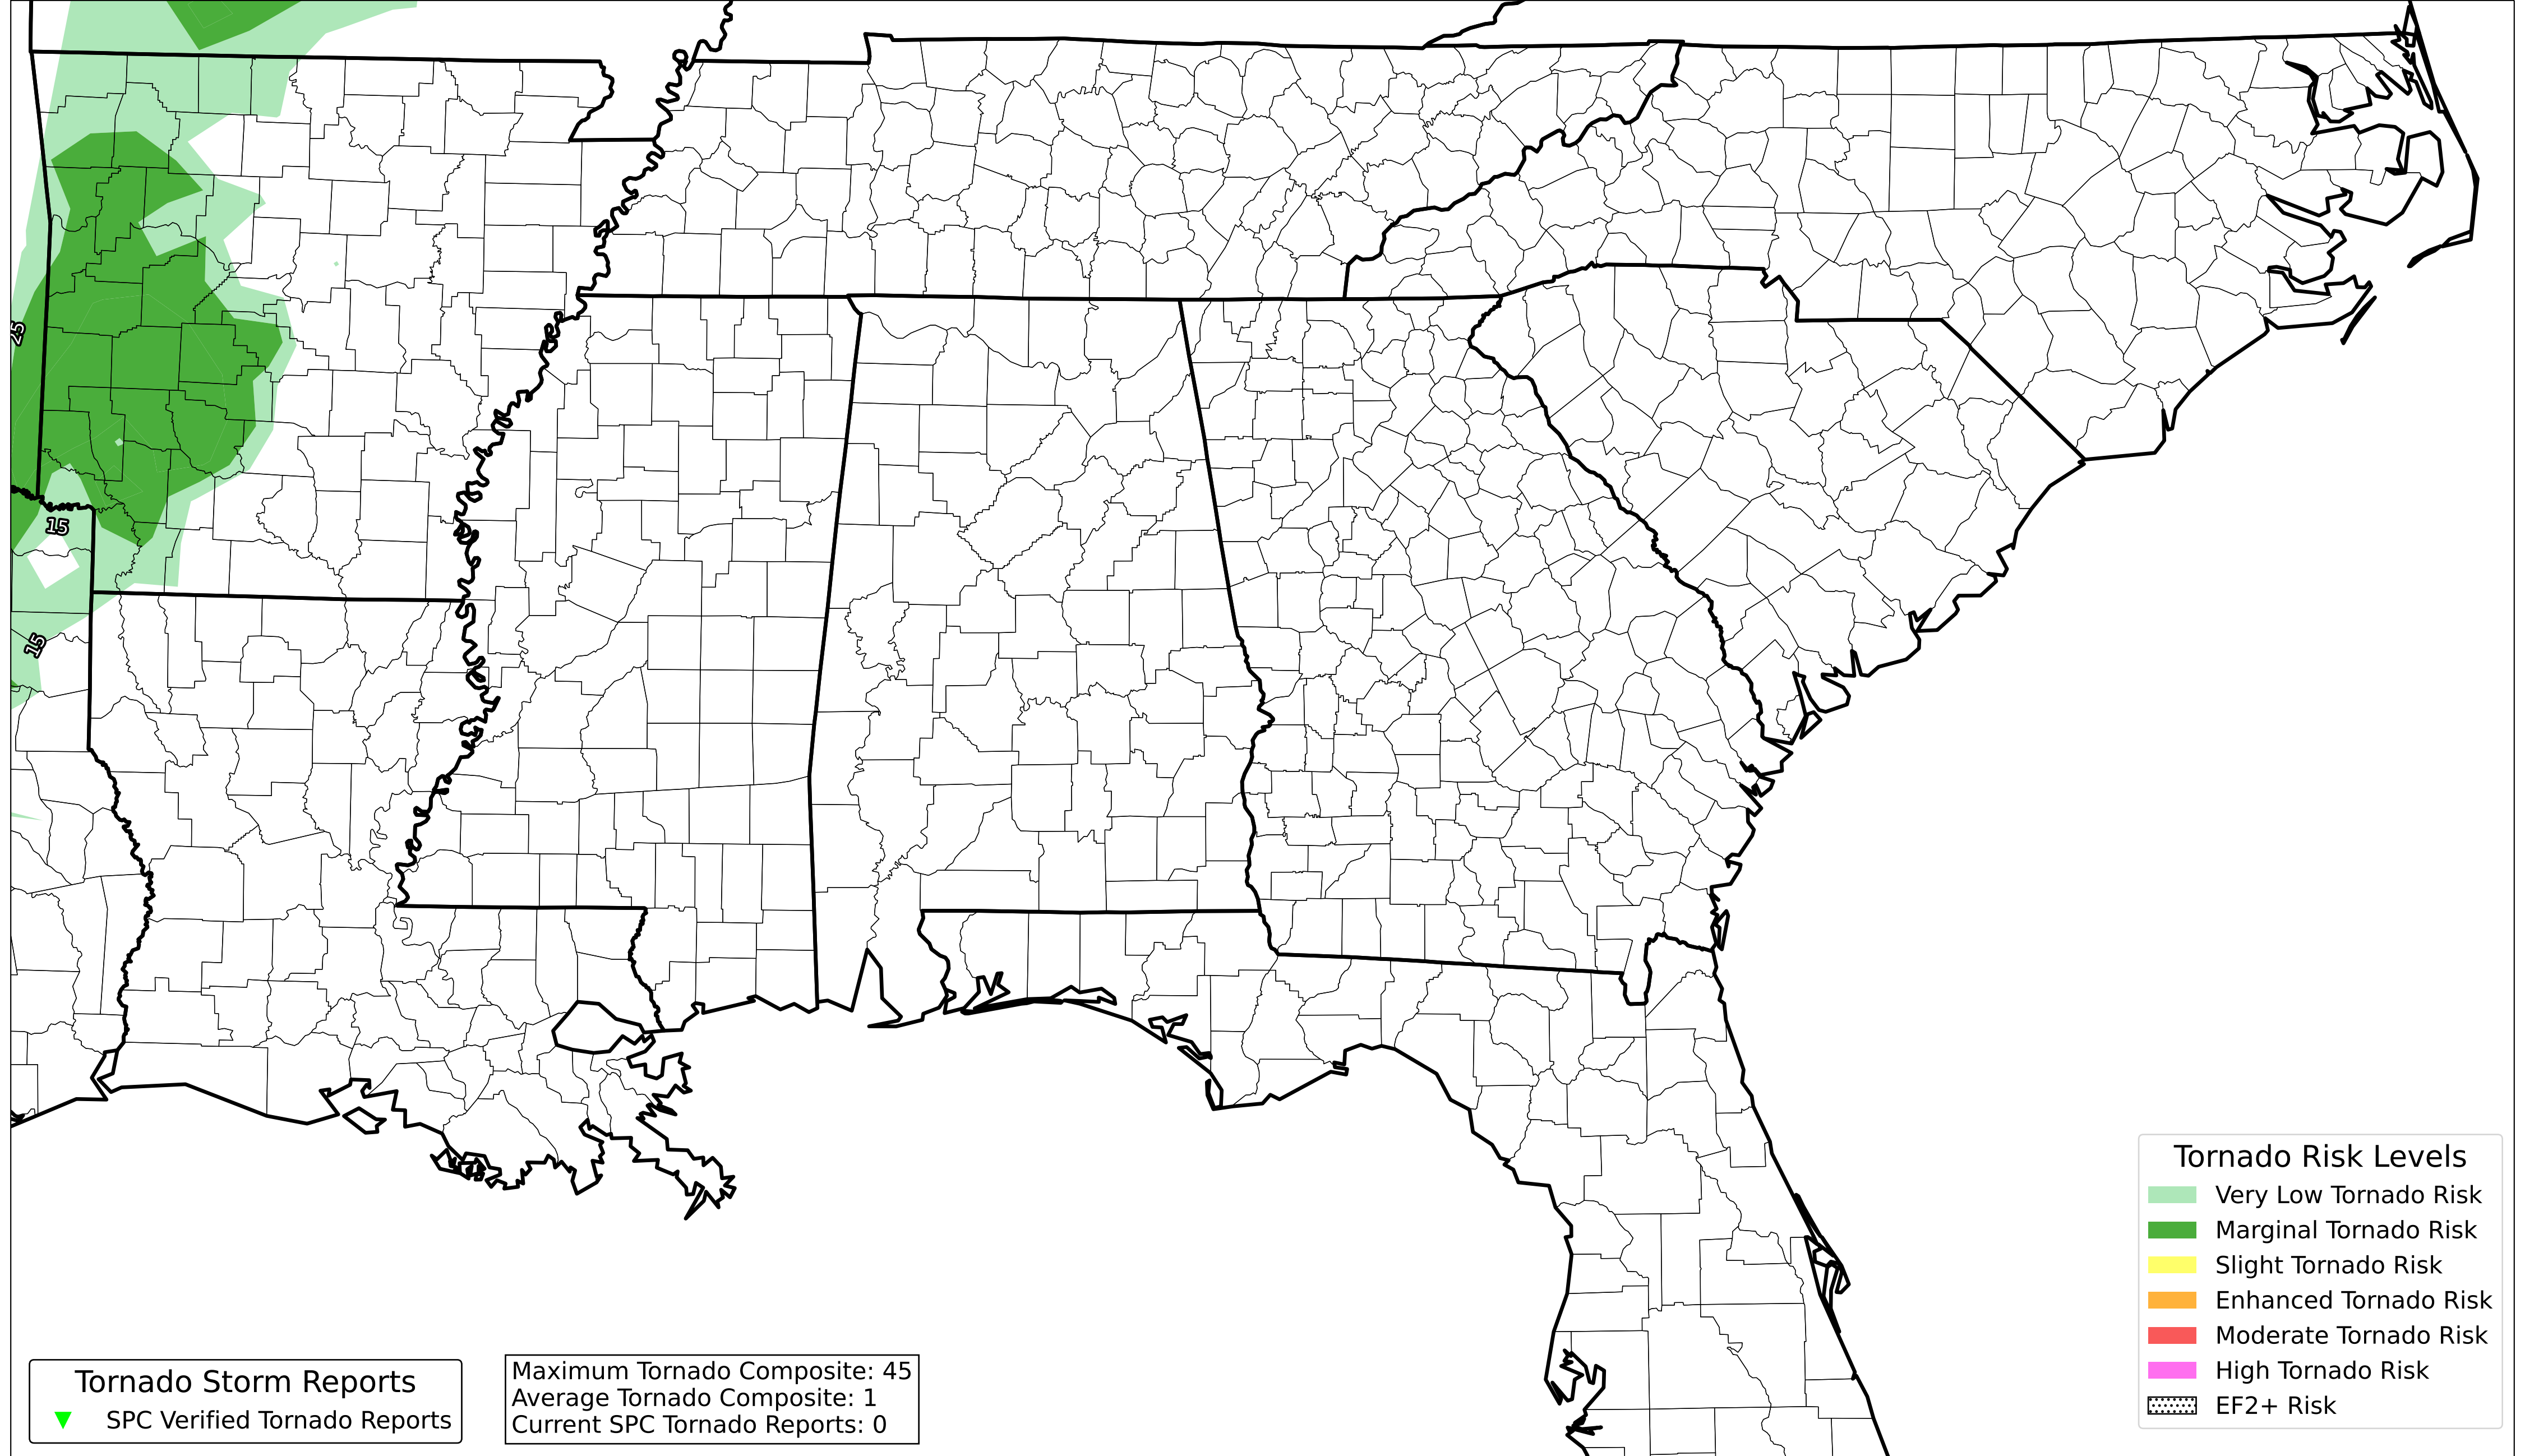 25
15
15
Tornado Risk Levels
Very Low Tornado Risk
Marginal Tornado Risk
Slight Tornado Risk
Enhanced Tornado Risk
Moderate Tornado Risk
High Tornado Risk
EF2+ Risk
Tornado Storm Reports
SPC Verified Tornado Reports
Maximum Tornado Composite: 45
Average Tornado Composite: 1
Current SPC Tornado Reports: 0